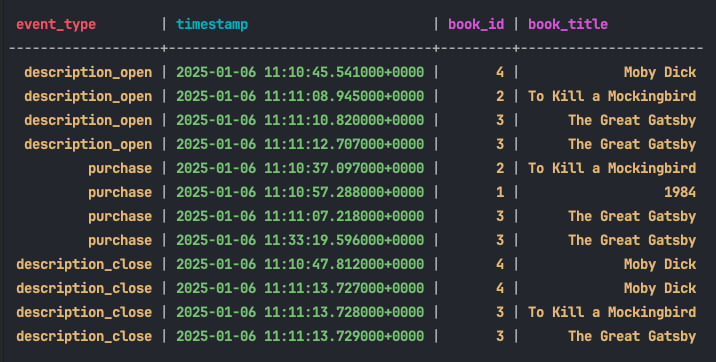 event_type | timestamp | book_id | book_title
-----------------+---------------------------------+---------+-----------------------
description_open | 2025-01-06 11:10:45.541000+0000 | 4 | Moby Dick
description_open | 2025-01-06 11:11:08.945000+0000 | 2 | To Kill a Mockingbird
description_open | 2025-01-06 11:11:10.820000+0000 | 3 | The Great Gatsby
description_open | 2025-01-06 11:11:12.707000+0000 | 3 | The Great Gatsby
purchase | 2025-01-06 11:10:37.097000+0000 | 2 | To Kill a Mockingbird
purchase | 2025-01-06 11:10:57.288000+0000 | 1 | 1984
purchase | 2025-01-06 11:11:07.218000+0000 | 3 | The Great Gatsby
purchase | 2025-01-06 11:33:19.596000+0000 | 3 | The Great Gatsby
description_close | 2025-01-06 11:10:47.812000+0000 | 4 | Moby Dick
description_close | 2025-01-06 11:11:13.727000+0000 | 4 | Moby Dick
description_close | 2025-01-06 11:11:13.728000+0000 | 3 | To Kill a Mockingbird
description_close | 2025-01-06 11:11:13.729000+0000 | 3 | The Great Gatsby